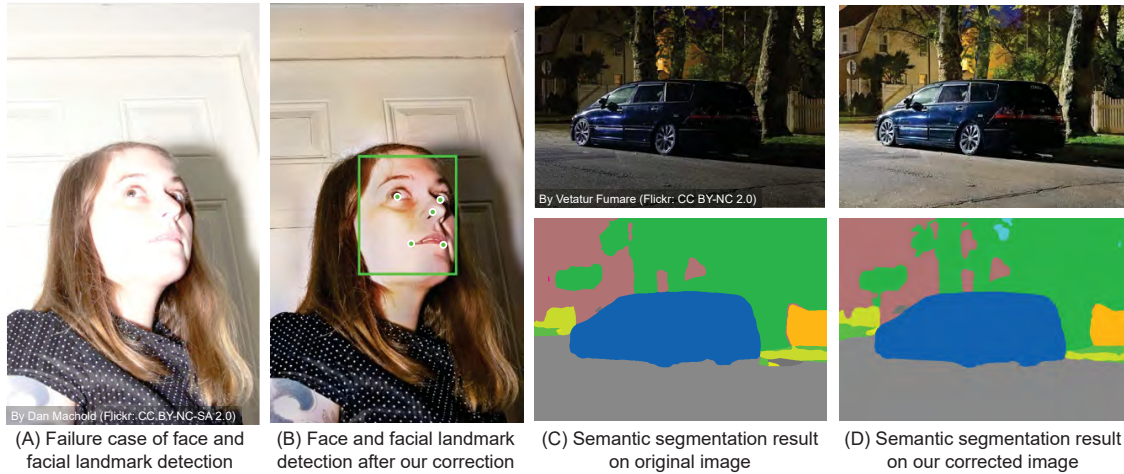 By Dan Machold (Flickr: CC BY-NC-SA 2.0)
By Vetatur Fumare (Flickr: CC BY-NC 2.0)
(A) Failure case of face and
facial landmark detection
(B) Face and facial landmark
detection after our correction
(C) Semantic segmentation result
on original image
(D) Semantic segmentation result
on our corrected image